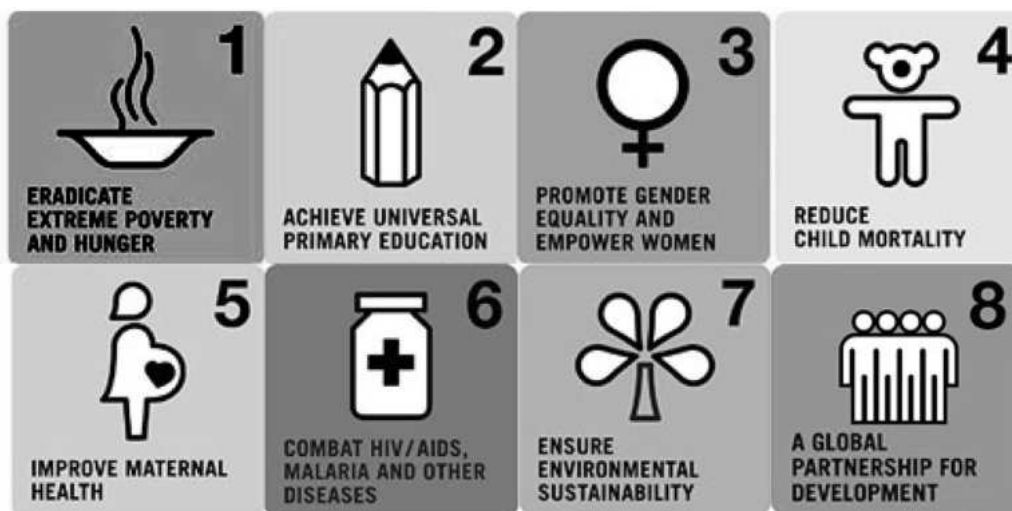 1
ERADICATE
EXTREME POVERTY
AND HUNGER
2
ACHIEVE UNIVERSAL
PRIMARY EDUCATION
3
PROMOTE GENDER
EQUALITY AND
EMPOWER WOMEN
4
REDUCE
CHILD MORTALITY
5
IMPROVE MATERNAL
HEALTH
6
COMBAT HIV/AIDS,
MALARIA AND OTHER
DISEASES
7
ENSURE
ENVIRONMENTAL
SUSTAINABILITY
8
A GLOBAL
PARTNERSHIP FOR
DEVELOPMENT